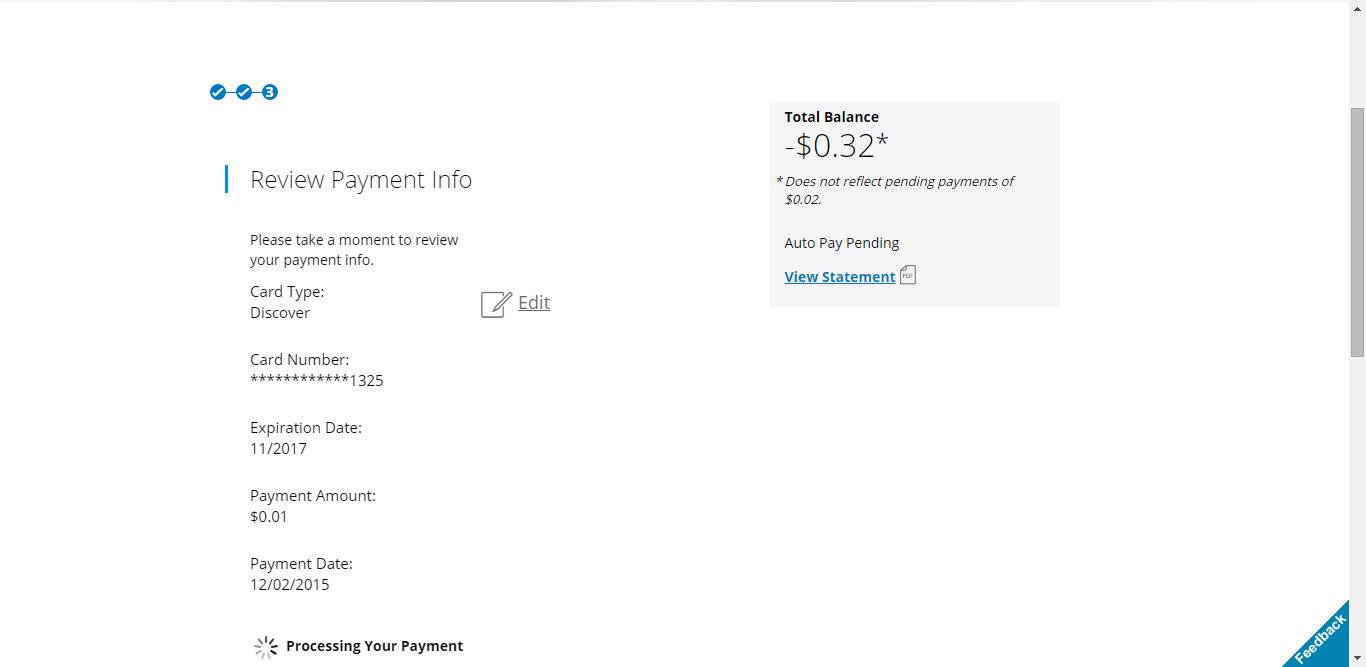 3
Review Payment Info
Please take a moment to review
your payment info.
Card Type:
Discover
Edit
Card Number:
************1325
Expiration Date:
11/2017
Payment Amount:
$0.01
Payment Date:
12/02/2015
Processing Your Payment
Total Balance
-$0.32*
* Does not reflect pending payments of
$0.02.
Auto Pay Pending
View Statement PDF
Feedback